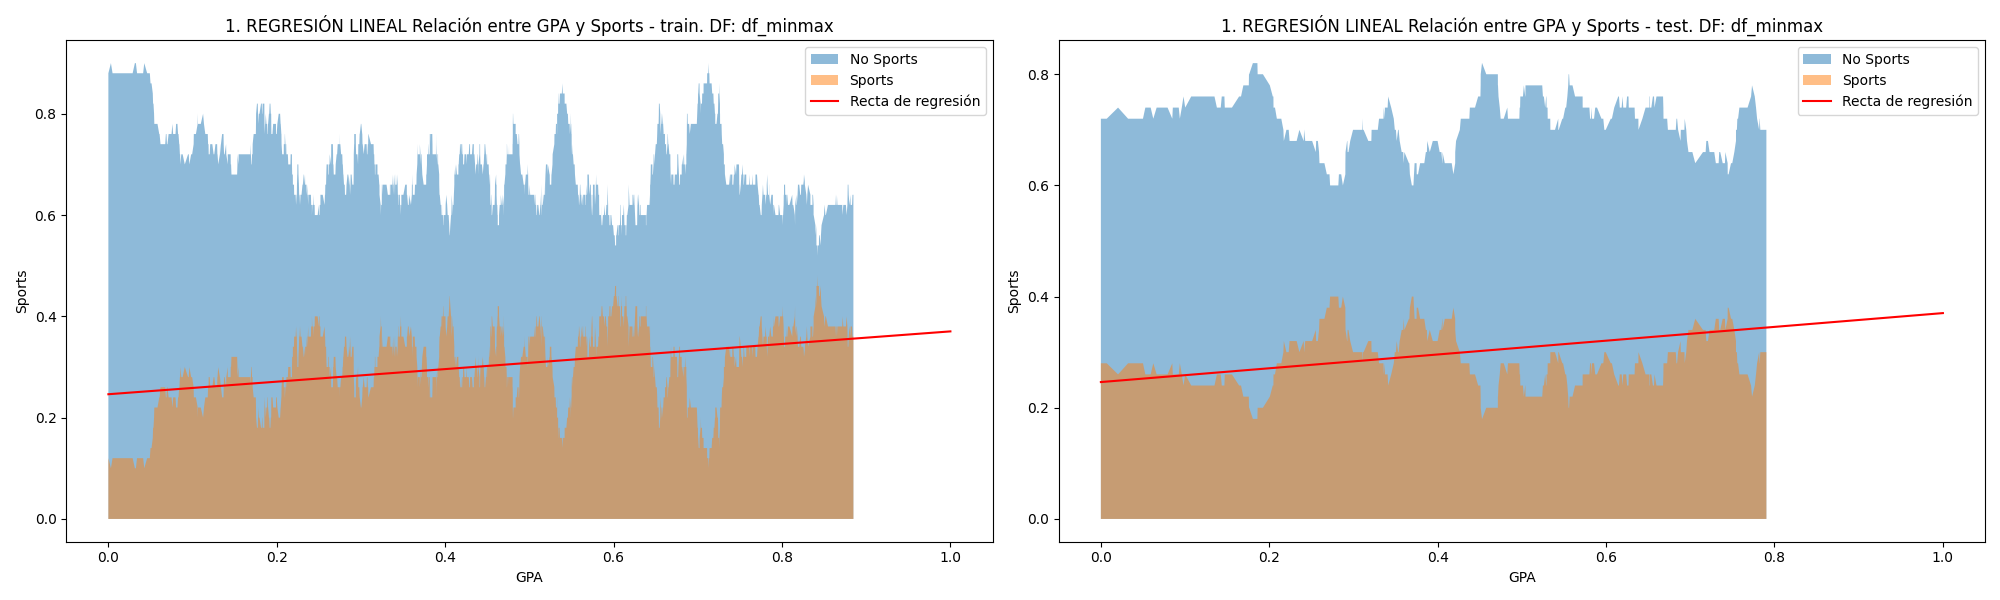 1. REGRESIÓN LINEAL Relación entre GPA y Sports - train. DF: df_minmax
No Sports
Sports
Recta de regresión
0.8
0.6
0.4
0.2
0.0
Sports
0.0 0.2 0.4 0.6 0.8 1.0
GPA
1. REGRESIÓN LINEAL Relación entre GPA y Sports - test. DF: df_minmax
No Sports
Sports
Recta de regresión
0.8
0.6
0.4
0.2
0.0
Sports
0.0 0.2 0.4 0.6 0.8 1.0
GPA